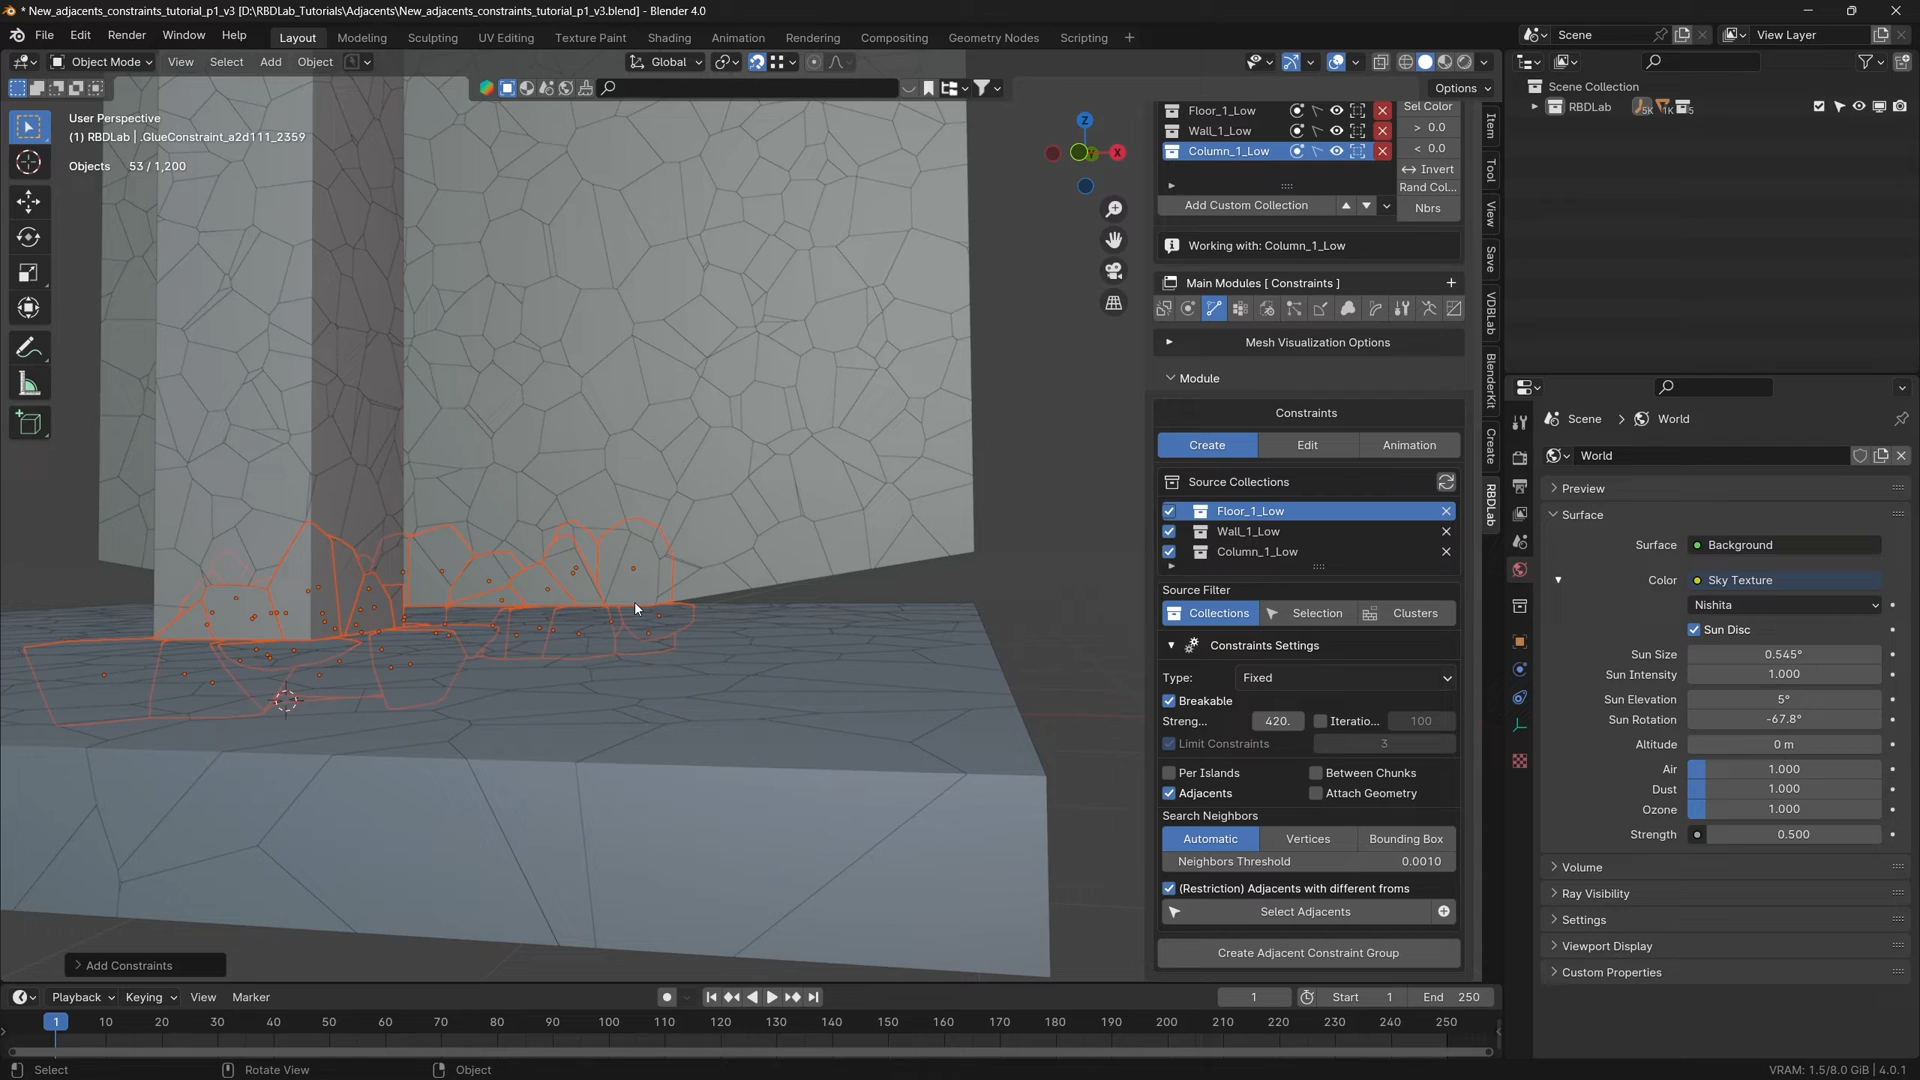 * New_adjacents_constraints_tutorial_p1_v3 [D:\RBDLab_Tutorials\Adjacents\New_adjacents_constraints_tutorial_p1_v3.blend] - Blender 4.0
File Edit Render Window Help Layout Modeling Sculpting UV Editing Texture Paint Shading Animation Rendering Compositing Geometry Nodes Scripting + Scene View Layer
Object Mode View Select Add Object Global
Options
User Perspective
(1) RBDLab | .GlueConstraint_a2d111_2359
Objects 53 / 1,200
Z
X
Floor_1_Low
Wall_1_Low
Column_1_Low
Sel Color
> 0.0
< 0.0
Invert
Rand Col...
Nbrs
Add Custom Collection
Working with: Column_1_Low
Main Modules [ Constraints ]
Mesh Visualization Options
Module
Constraints
Create Edit Animation
Source Collections
Floor_1_Low
Wall_1_Low
Column_1_Low
Source Filter
Collections Selection Clusters
Constraints Settings
Type: Fixed
Breakable
Streng... 420. Iteratio... 100
Limit Constraints 3
Per Islands Between Chunks
Adjacents Attach Geometry
Search Neighbors
Automatic Vertices Bounding Box
Neighbors Threshold 0.0010
(Restriction) Adjacents with different froms
Select Adjacents
Create Adjacent Constraint Group
Item
Tool
View
Save
VDBLab
BlenderKit
Create
RBDLab
Scene Collection
RBDLab 5K 1K 5
Scene > World
World
Preview
Surface
Surface Background
Color Sky Texture
Nishita
Sun Disc
Sun Size 0.545°
Sun Intensity 1.000
Sun Elevation 5°
Sun Rotation -67.8°
Altitude 0 m
Air 1.000
Dust 1.000
Ozone 1.000
Strength 0.500
Volume
Ray Visibility
Settings
Viewport Display
Custom Properties
> Add Constraints
Playback Keying View Marker 1 Start 1 End 250
1 10 20 30 40 50 60 70 80 90 100 110 120 130 140 150 160 170 180 190 200 210 220 230 240 250
Select Rotate View Object VRAM: 1.5/8.0 GiB | 4.0.1